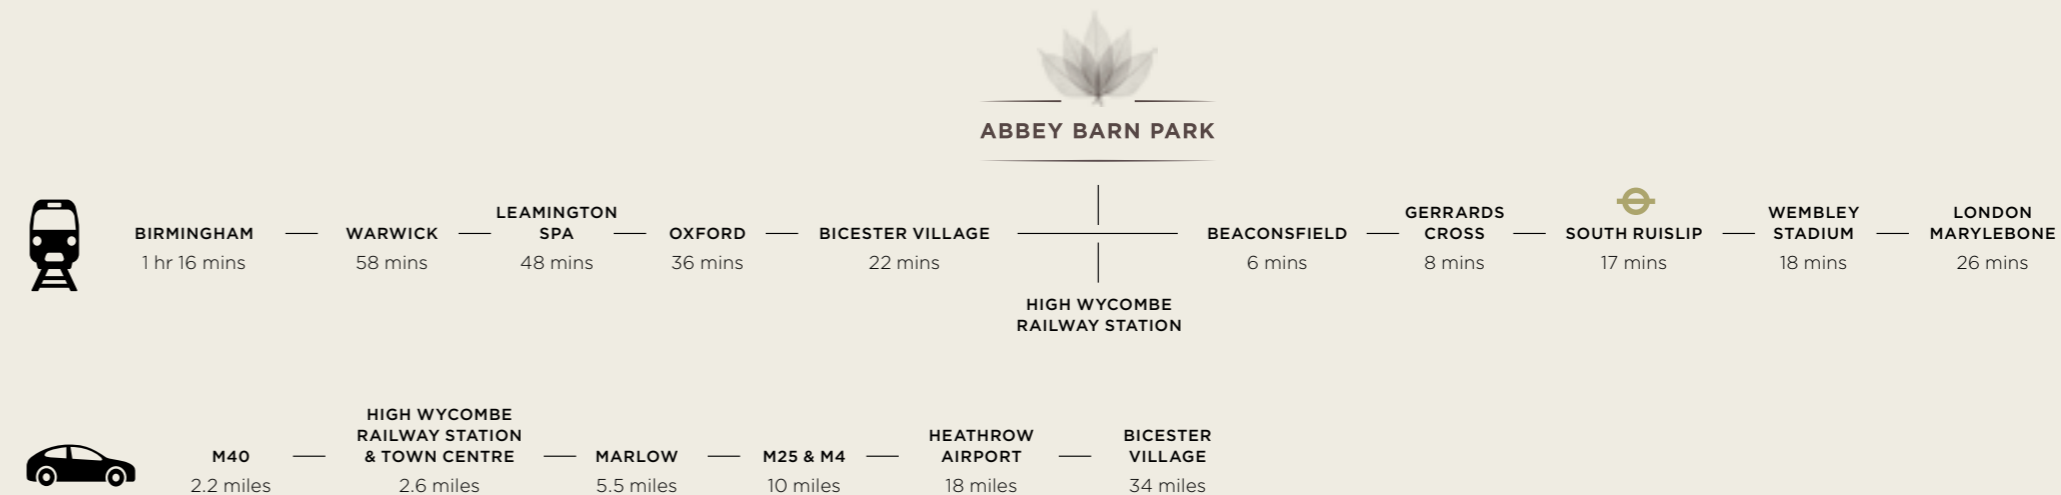 ABBEY BARN PARK
BIRMINGHAM
1 hr 16 mins
WARWICK
58 mins
LEAMINGTON
SPA
48 mins
OXFORD
36 mins
BICESTER VILLAGE
22 mins
HIGH WYCOMBE
RAILWAY STATION
BEACONSFIELD
6 mins
GERRARDS
CROSS
8 mins
SOUTH RUISLIP
17 mins
WEMBLEY
STADIUM
18 mins
LONDON
MARYLEBONE
26 mins
M40
2.2 miles
HIGH WYCOMBE
RAILWAY STATION
& TOWN CENTRE
2.6 miles
MARLOW
5.5 miles
M25 & M4
10 miles
HEATHROW
AIRPORT
18 miles
BICESTER
VILLAGE
34 miles